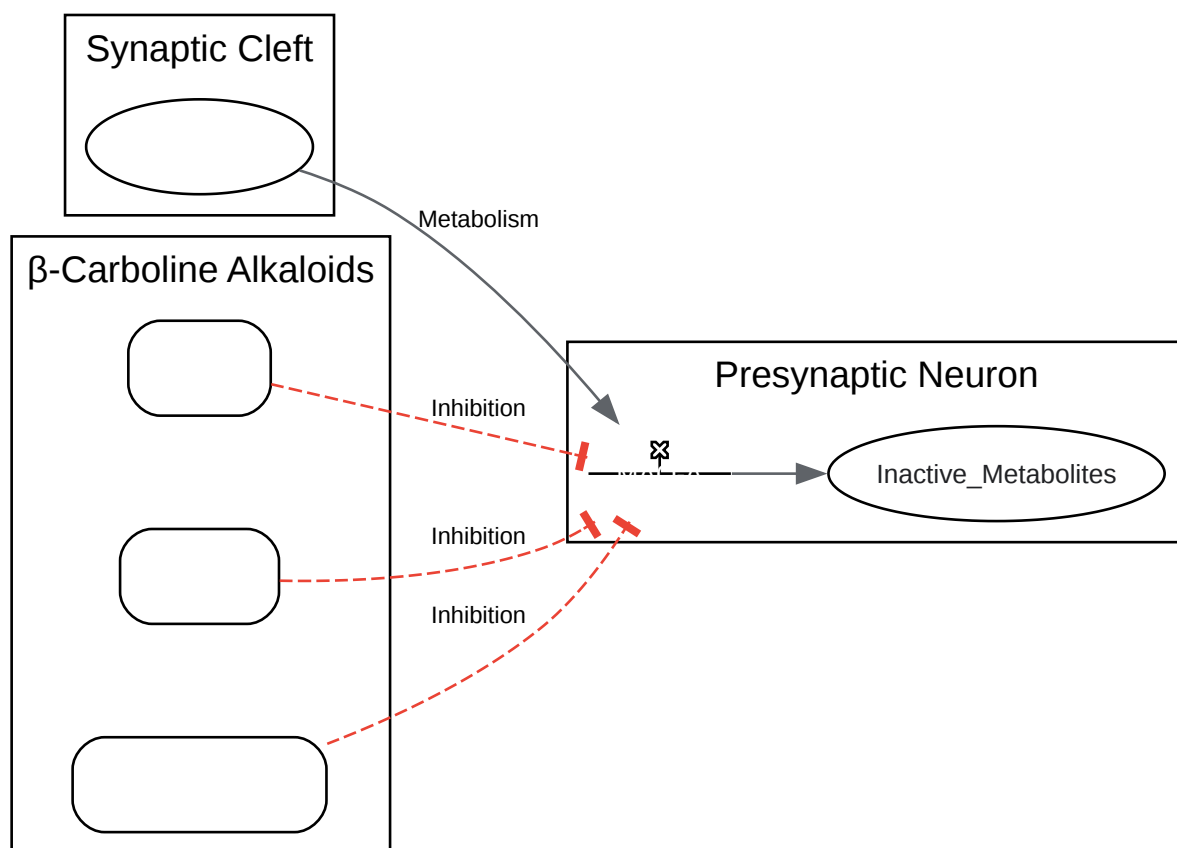 Synaptic Cleft
Metabolism
β-Carboline Alkaloids
Presynaptic Neuron
Inhibition
Inactive_Metabolites
Inhibition
Inhibition